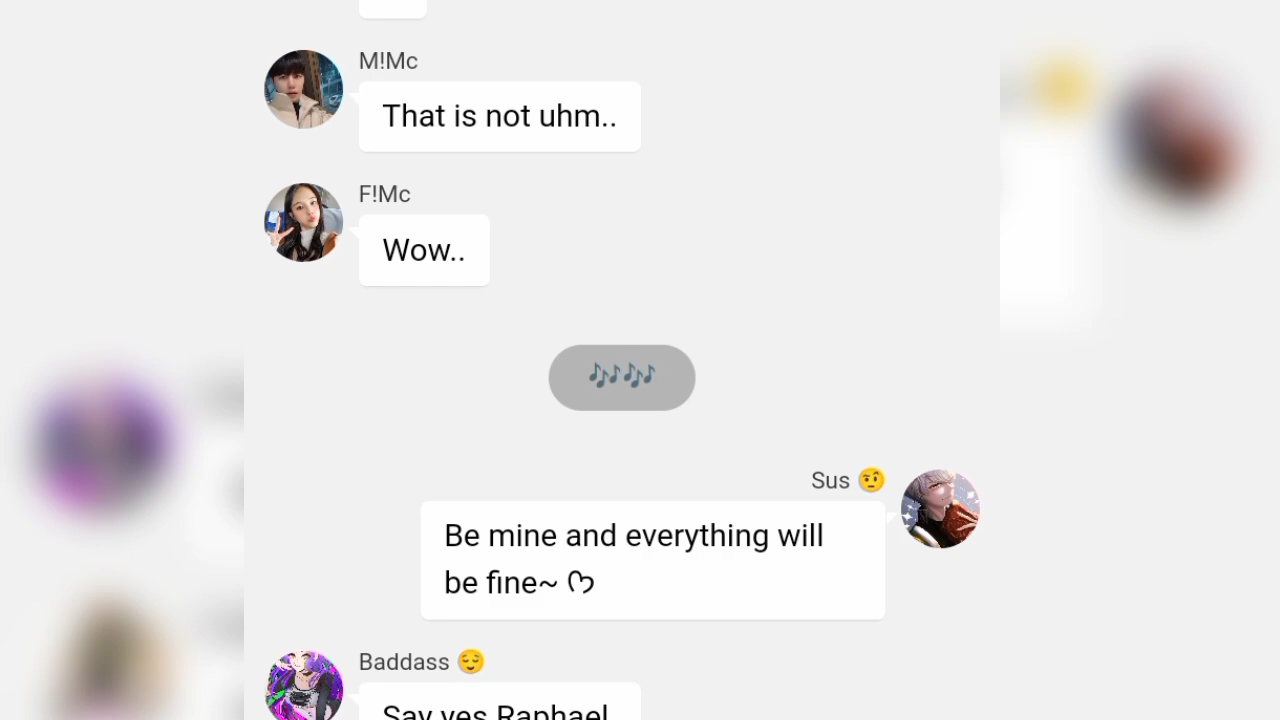 M!Mc
That is not uhm..
F!Mc
Wow..
🎶🎶
Sus 🤨
Be mine and everything will
be fine~ ო
Baddass 😌
Say yes Raphael